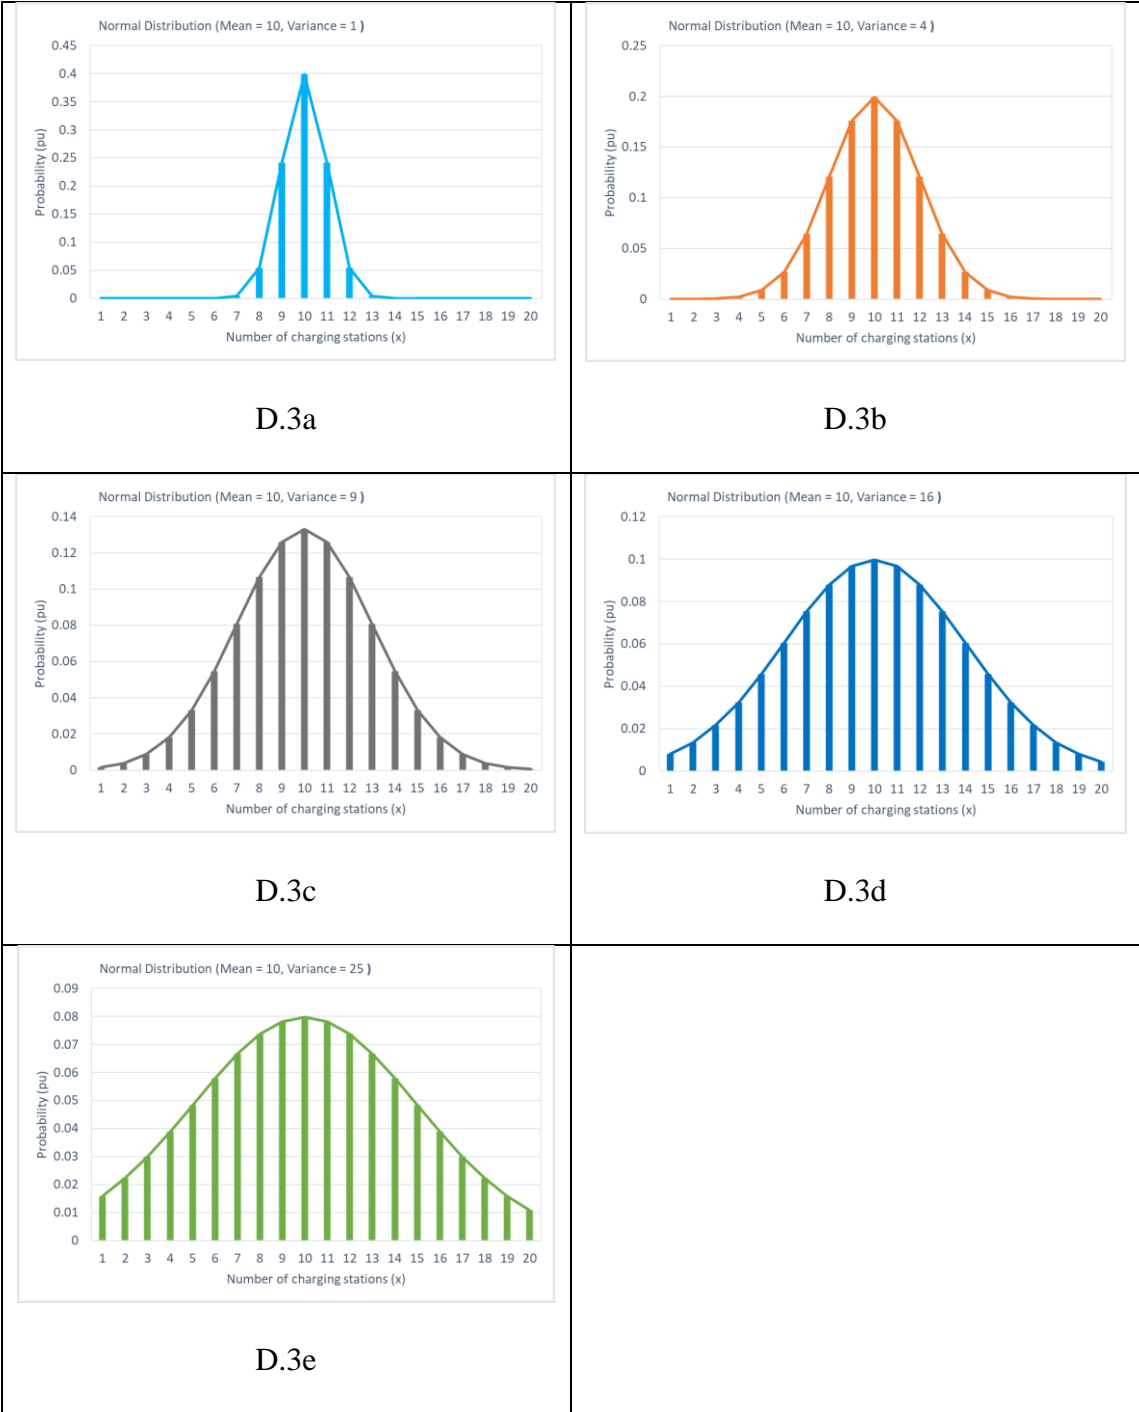 Normal Distribution (Mean = 10, Variance = 1 )
0.45
0.4
0.35
0.3
0.25
0.2
0.15
0.1
0.05
0
Probability (pu)
1 2 3 4 5 6 7 8 9 10 11 12 13 14 15 16 17 18 19 20
Number of charging stations (x)
D.3a
Normal Distribution (Mean = 10, Variance = 4 )
0.25
0.2
0.15
0.1
0.05
0
Probability (pu)
1 2 3 4 5 6 7 8 9 10 11 12 13 14 15 16 17 18 19 20
Number of charging stations (x)
D.3b
Normal Distribution (Mean = 10, Variance = 9 )
0.14
0.12
0.1
0.08
0.06
0.04
0.02
0
Probability (pu)
1 2 3 4 5 6 7 8 9 10 11 12 13 14 15 16 17 18 19 20
Number of charging stations (x)
D.3c
Normal Distribution (Mean = 10, Variance = 16 )
0.12
0.1
0.08
0.06
0.04
0.02
0
Probability (pu)
1 2 3 4 5 6 7 8 9 10 11 12 13 14 15 16 17 18 19 20
Number of charging stations (x)
D.3d
Normal Distribution (Mean = 10, Variance = 25 )
0.09
0.08
0.07
0.06
0.05
0.04
0.03
0.02
0.01
0
Probability (pu)
1 2 3 4 5 6 7 8 9 10 11 12 13 14 15 16 17 18 19 20
Number of charging stations (x)
D.3e